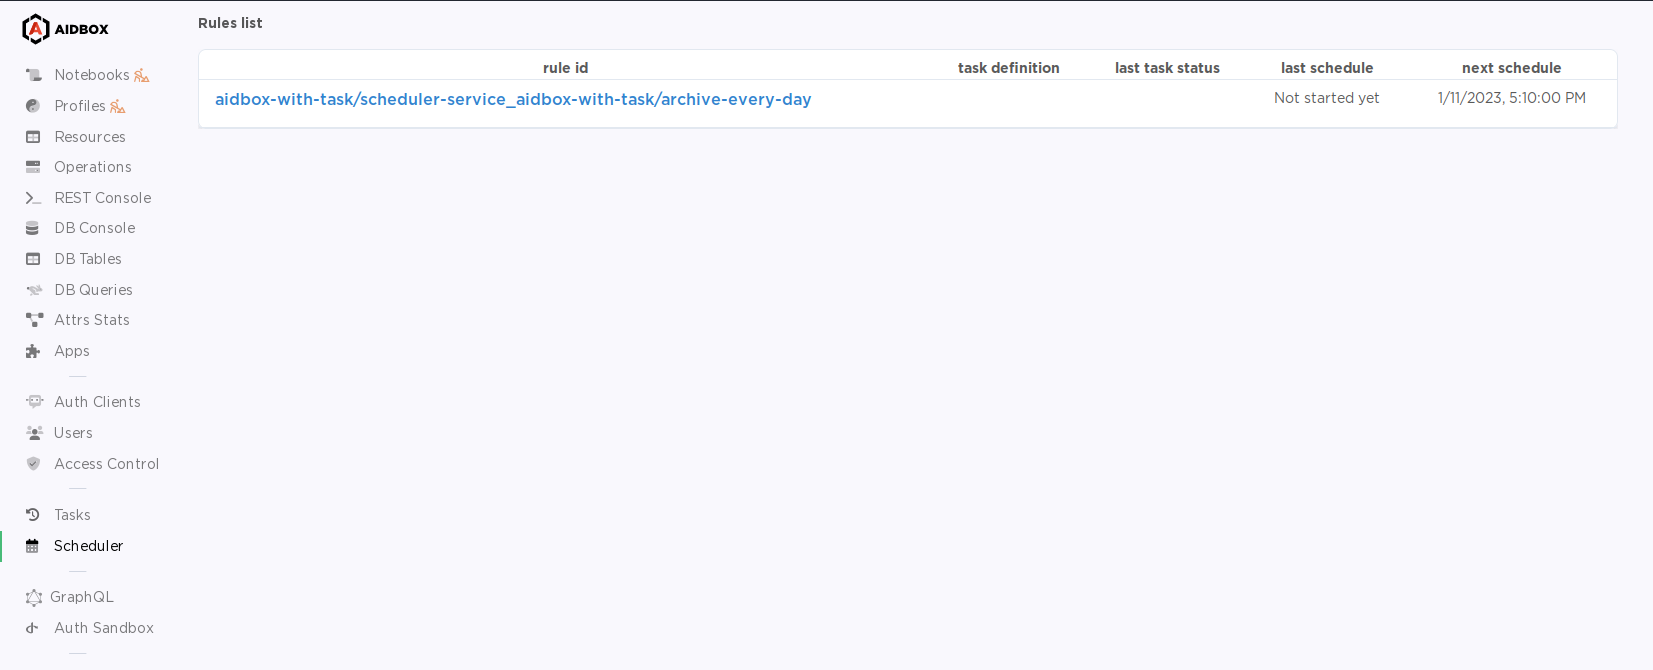 AIDBOX
Notebooks
Profiles
Resources
Operations
REST Console
DB Console
DB Tables
DB Queries
Attrs Stats
Apps
Auth Clients
Users
Access Control
Tasks
Scheduler
GraphQL
Auth Sandbox
Rules list
rule id task definition last task status last schedule next schedule
aidbox-with-task/scheduler-service_aidbox-with-task/archive-every-day Not started yet 1/11/2023, 5:10:00 PM